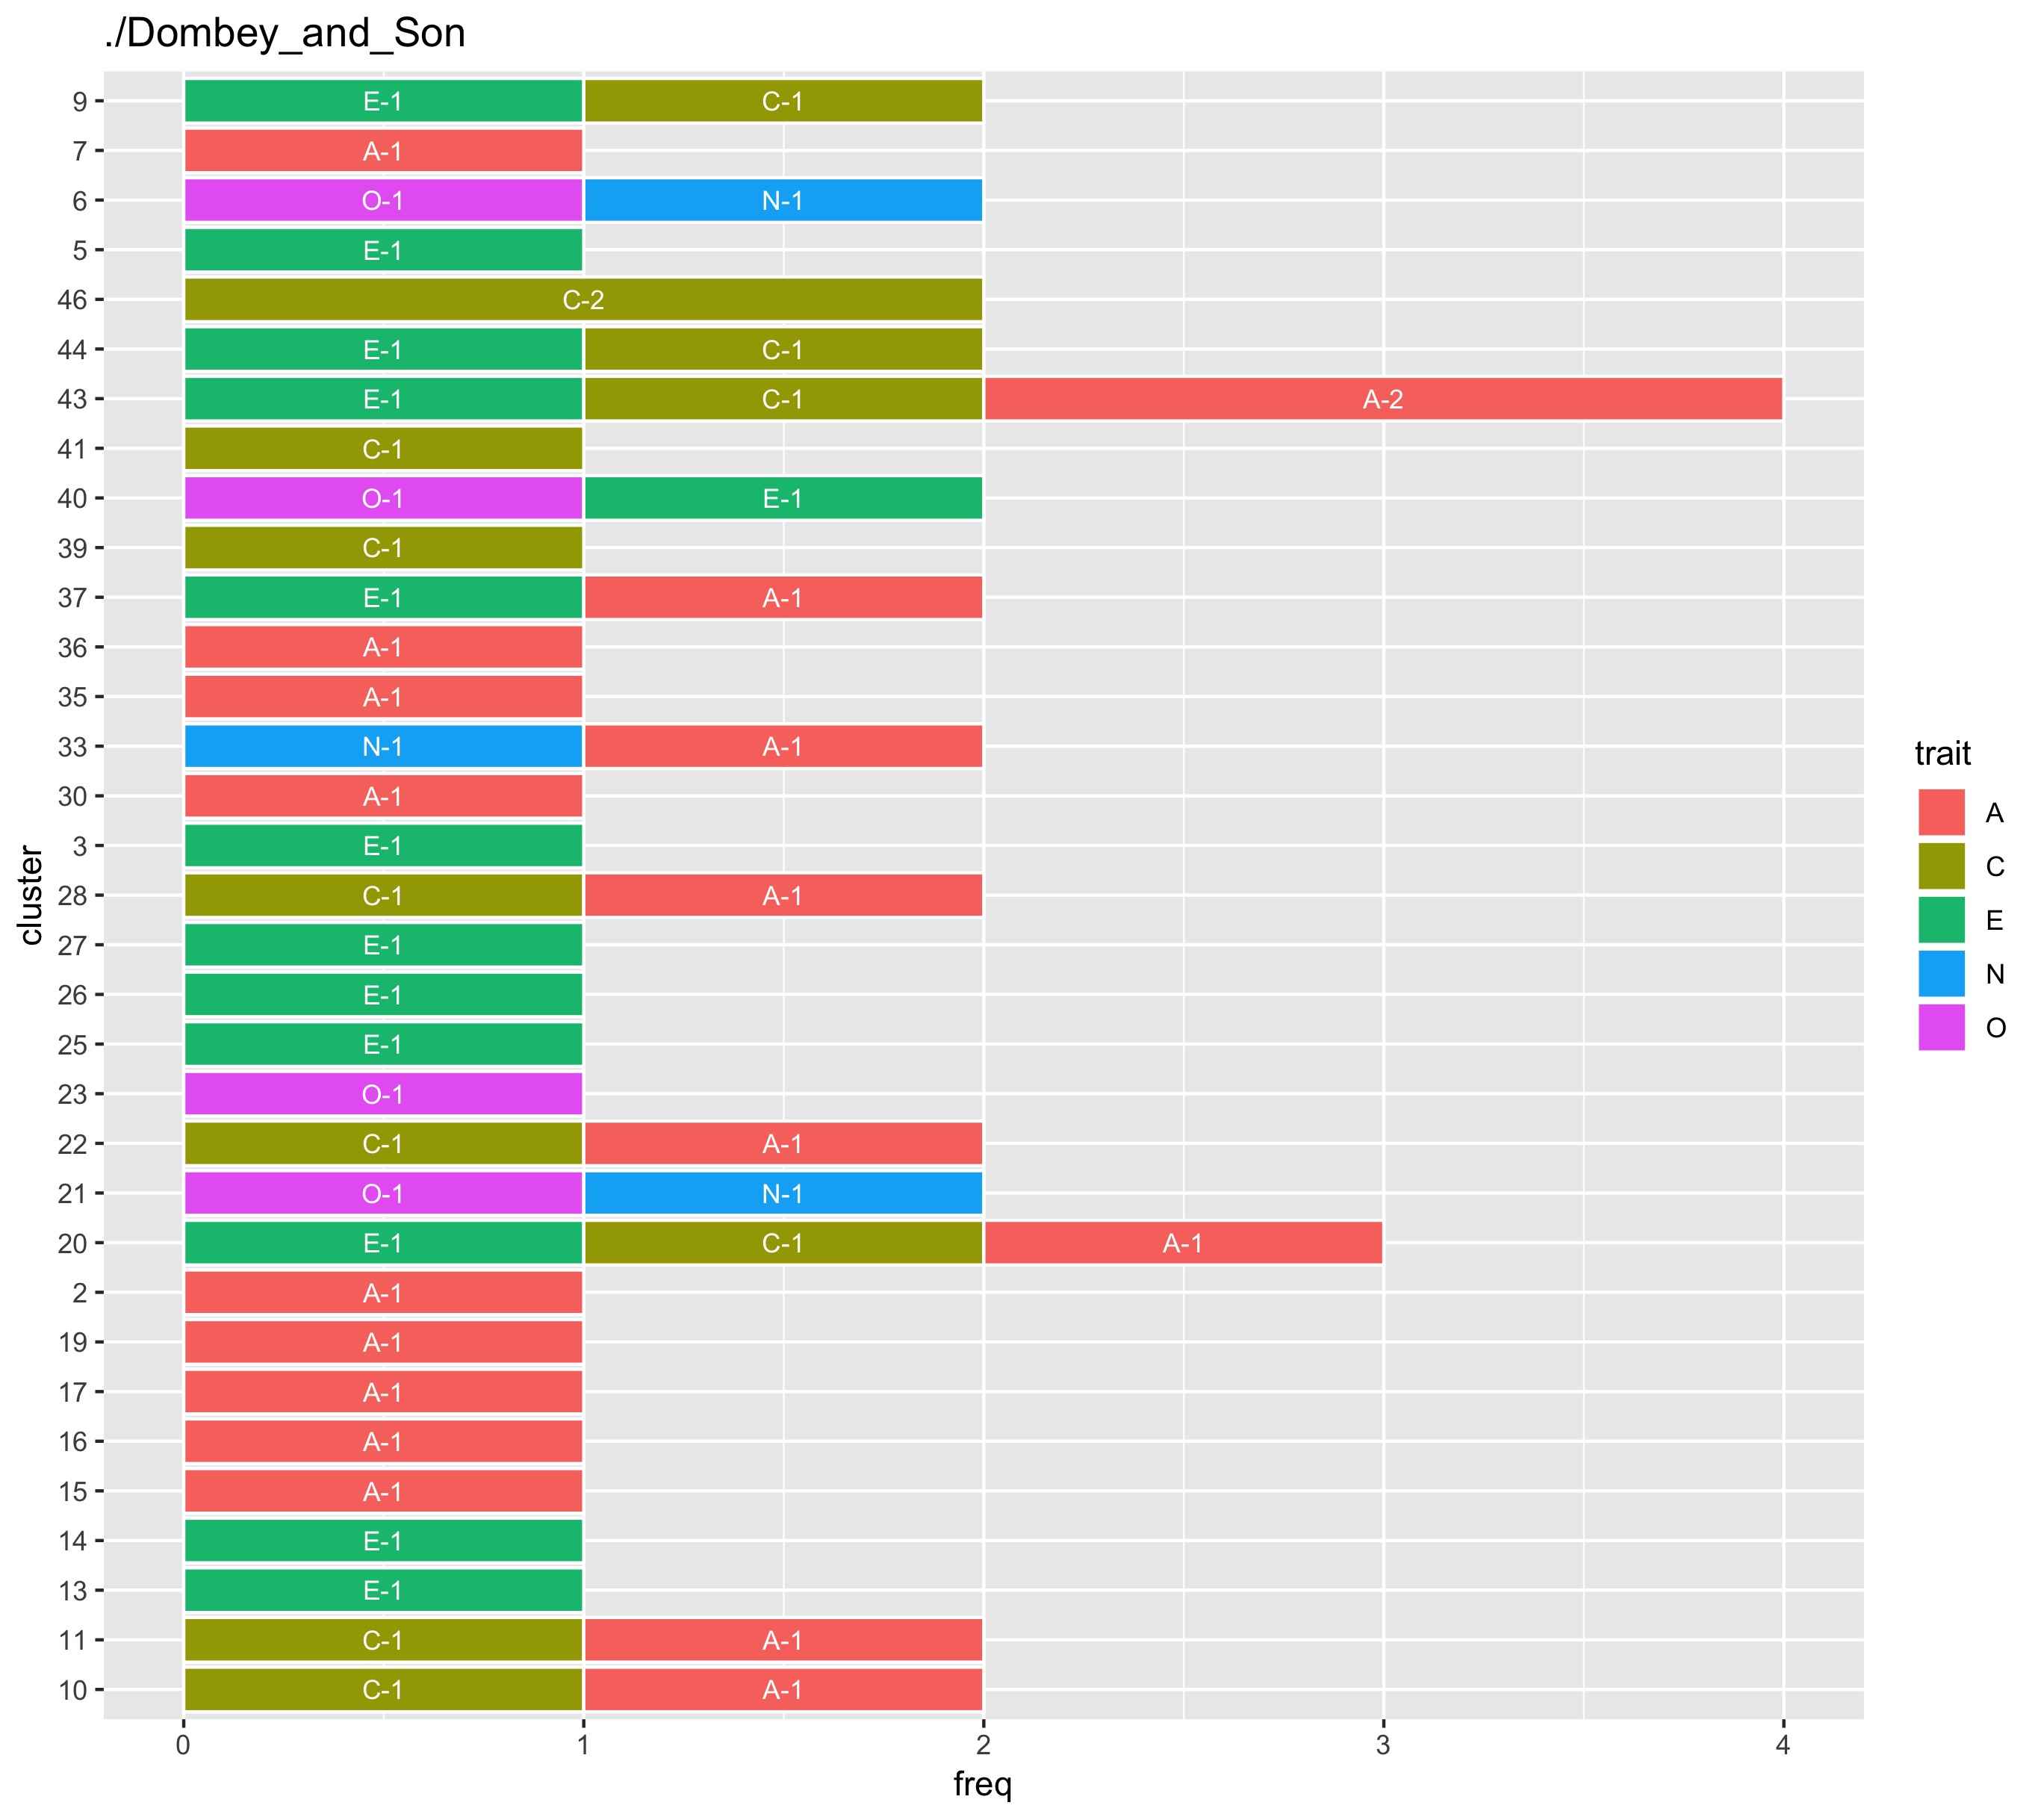 ./Dombey_and_Son
9 E-1 C-1
7 A-1
6 O-1 N-1
5 E-1
46 C-2
44 E-1 C-1
43 E-1 C-1 A-2
41 C-1
40 O-1 E-1
39 C-1
37 E-1 A-1
36 A-1
35 A-1
33 N-1 A-1
30 A-1
3 E-1
28 C-1 A-1
27 E-1
26 E-1
25 E-1
23 O-1
22 C-1 A-1
21 O-1 N-1
20 E-1 C-1 A-1
2 A-1
19 A-1
17 A-1
16 A-1
15 A-1
14 E-1
13 E-1
11 C-1 A-1
10 C-1 A-1
0 1 2 3 4
freq
cluster
trait
A
C
E
N
O